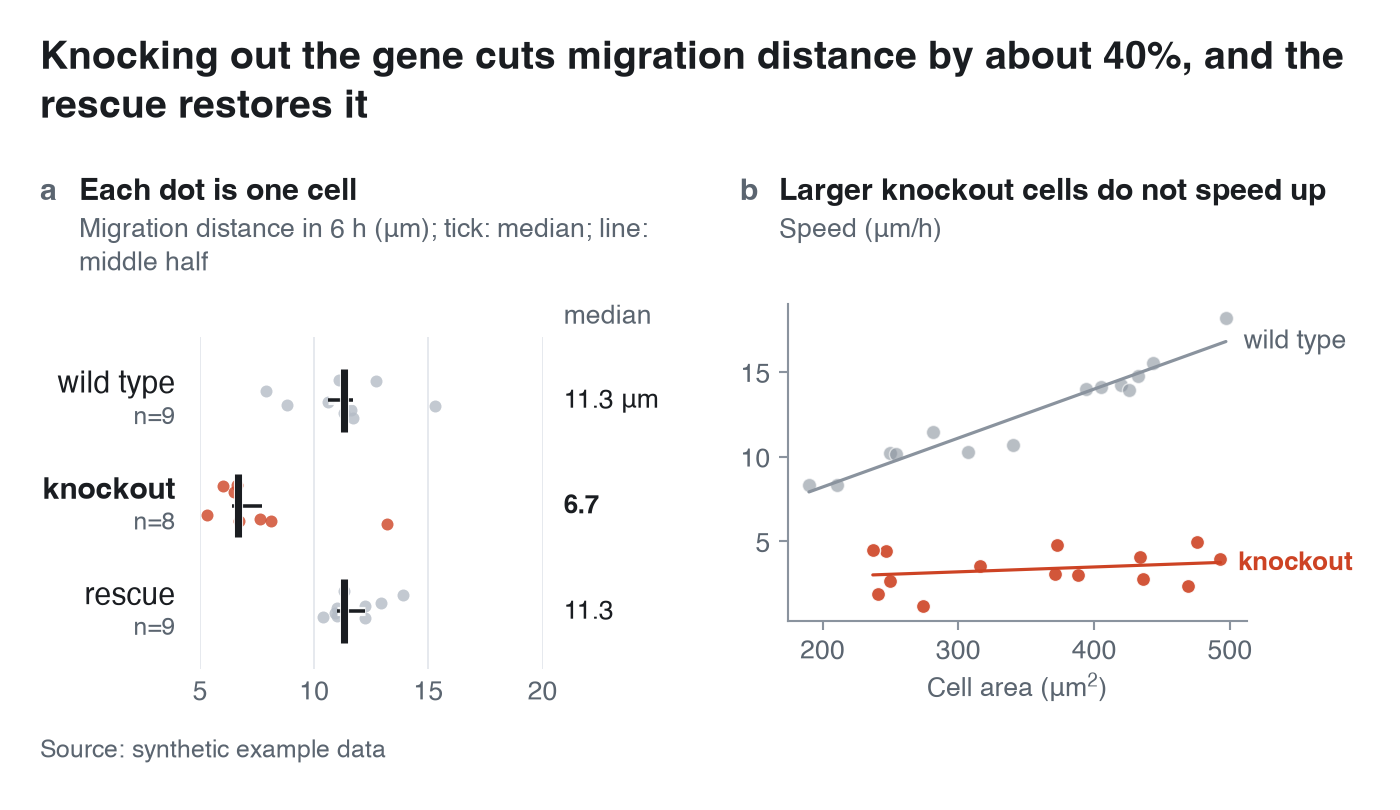 Knocking out the gene cuts migration distance by about 40%, and the
rescue restores it
a Each dot is one cell
Migration distance in 6 h (µm); tick: median; line:
middle half
median
wild type
n=9
11.3 µm
knockout
n=8
6.7
rescue
n=9
11.3
5 10 15 20
b Larger knockout cells do not speed up
Speed (µm/h)
15
10
5
wild type
knockout
200 300 400 500
Cell area (µm²)
Source: synthetic example data